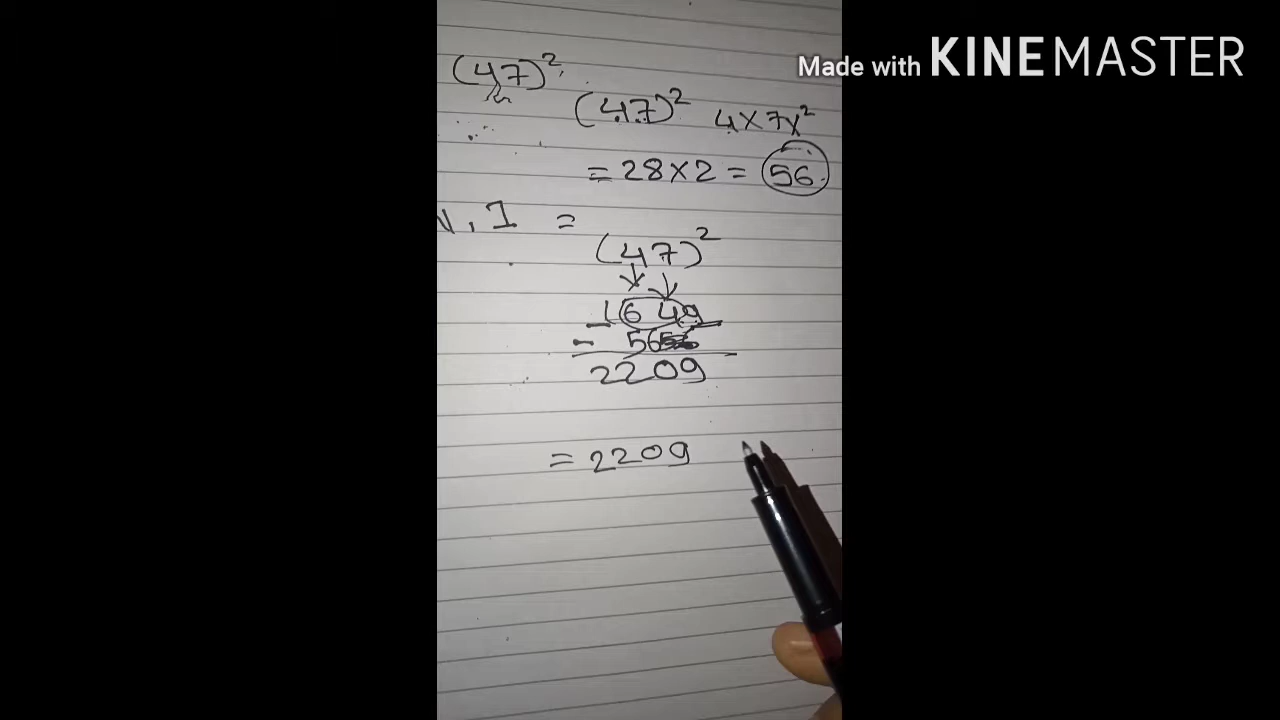 Made with KINEMASTER
(47)²
(47)² 4×7×²
= 28×2 = 56
V.I =
(47)²
1649
- 56
2209
= 2209